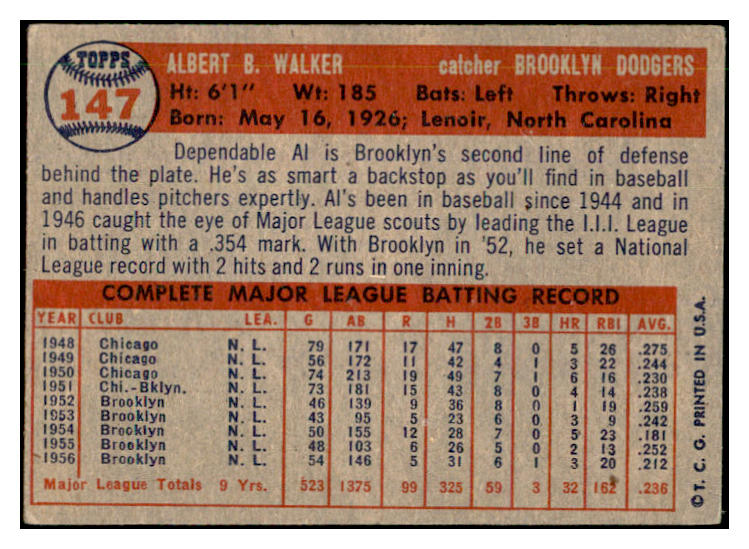 TOPPS
147
ALBERT B. WALKER catcher BROOKLYN DODGERS
Ht: 6'1" Wt: 185 Bats: Left Throws: Right
Born: May 16, 1926; Lenoir, North Carolina
Dependable Al is Brooklyn's second line of defense
behind the plate. He's as smart a backstop as you'll find in baseball
and handles pitchers expertly. Al's been in baseball since 1944 and in
1946 caught the eye of Major League scouts by leading the I.I.I. League
in batting with a .354 mark. With Brooklyn in '52, he set a National
League record with 2 hits and 2 runs in one inning.
COMPLETE MAJOR LEAGUE BATTING RECORD
YEAR CLUB LEA. G AB R H 2B 3B HR RBI AVG.
1948 Chicago N. L. 79 171 17 47 8 0 5 26 .275
1949 Chicago N. L. 56 172 11 42 4 1 3 22 .244
1950 Chicago N. L. 74 213 19 49 7 1 6 16 .230
1951 Chi.-Bklyn. N. L. 73 181 15 43 8 0 4 14 .238
1952 Brooklyn N. L. 46 139 9 36 8 0 1 19 .259
1953 Brooklyn N. L. 43 95 5 23 6 0 3 9 .242
1954 Brooklyn N. L. 50 155 12 28 7 0 5 23 .181
1955 Brooklyn N. L. 48 103 6 26 5 0 2 13 .252
1956 Brooklyn N. L. 54 146 5 31 6 1 3 20 .212
Major League Totals 9 Yrs. 523 1375 99 325 59 3 32 162 .236
©T. C. G. PRINTED IN U.S.A.